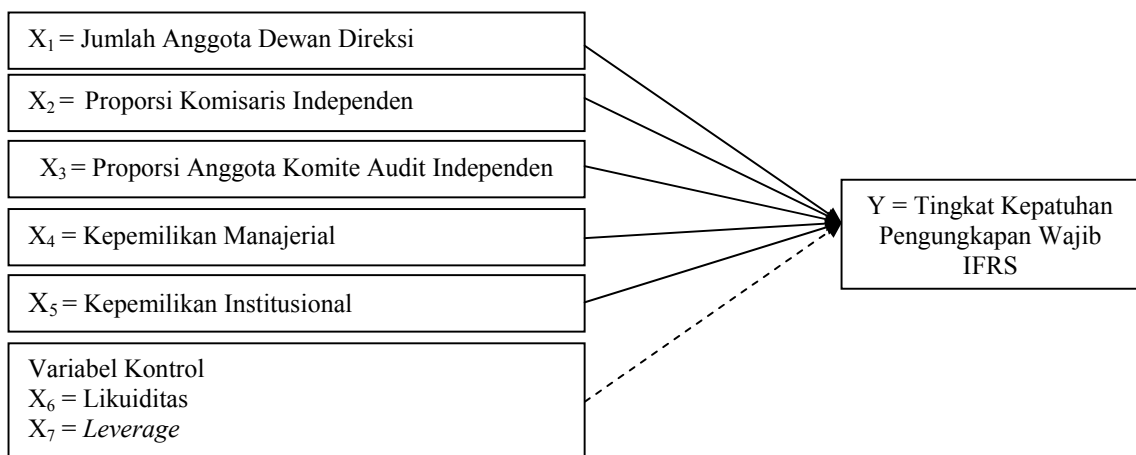 X₁ = Jumlah Anggota Dewan Direksi
X₂ = Proporsi Komisaris Independen
X₃ = Proporsi Anggota Komite Audit Independen
X₄ = Kepemilikan Manajerial
X₅ = Kepemilikan Institusional
Variabel Kontrol
X₆ = Likuiditas
X₇ = Leverage
Y = Tingkat Kepatuhan
Pengungkapan Wajib
IFRS